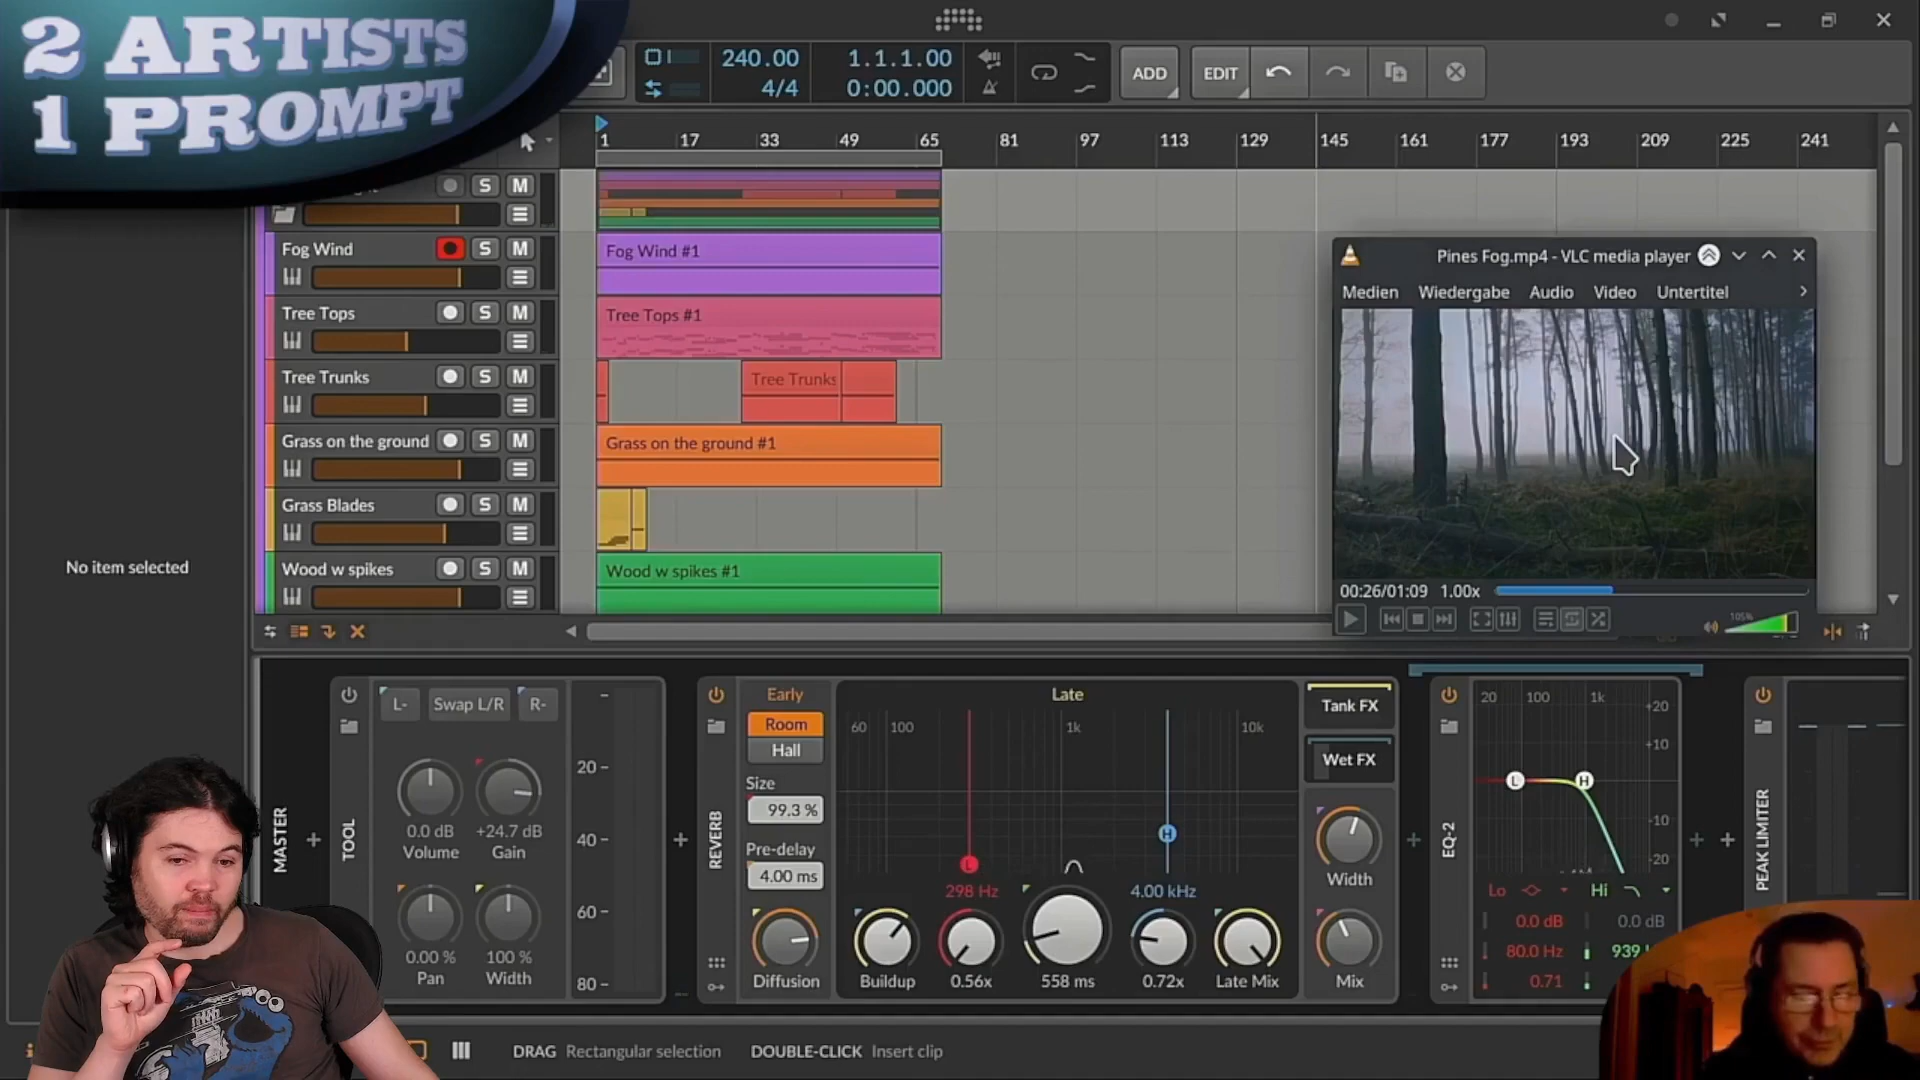 2 ARTISTS
1 PROMPT
240.00
4/4
1.1.1.00
0:00.000
ADD
EDIT
1 17 33 49 65 81 97 113 129 145 161 177 193 209 225 241
S M
Fog Wind S M
Fog Wind #1
Tree Tops S M
Tree Tops #1
Tree Trunks S M
Tree Trunks
Grass on the ground S M
Grass on the ground #1
Grass Blades S M
Wood w spikes S M
Wood w spikes #1
No item selected
Pines Fog.mp4 - VLC media player
Medien Wiedergabe Audio Video Untertitel
00:26/01:09 1.00x
105%
MASTER
TOOL
L- Swap L/R R-
0.0 dB
Volume
+24.7 dB
Gain
0.00 %
Pan
100 %
Width
20
40
60
80
REVERB
Early
Room
Hall
Size
99.3 %
Pre-delay
4.00 ms
Diffusion
Late
60 100 1k 10k
L
H
298 Hz
4.00 kHz
Buildup
0.56x
558 ms
0.72x
Late Mix
Tank FX
Wet FX
Width
Mix
EQ-2
20 100 1k
+20
+10
-10
-20
L
H
Lo
Hi
0.0 dB 0.0 dB
80.0 Hz 939
0.71
PEAK LIMITER
DRAG Rectangular selection DOUBLE-CLICK Insert clip